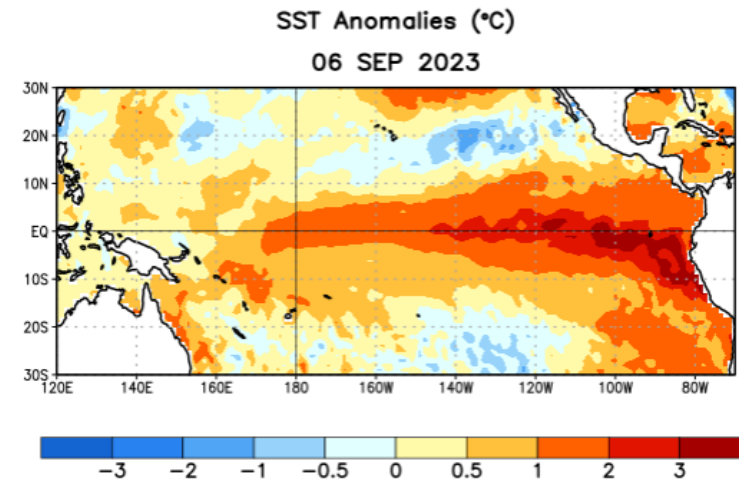 SST Anomalies (°C)
06 SEP 2023
30N
20N
10N
EQ
10S
20S
30S
120E 140E 160E 180 160W 140W 120W 100W 80W
−3 −2 −1 −0.5 0 0.5 1 2 3